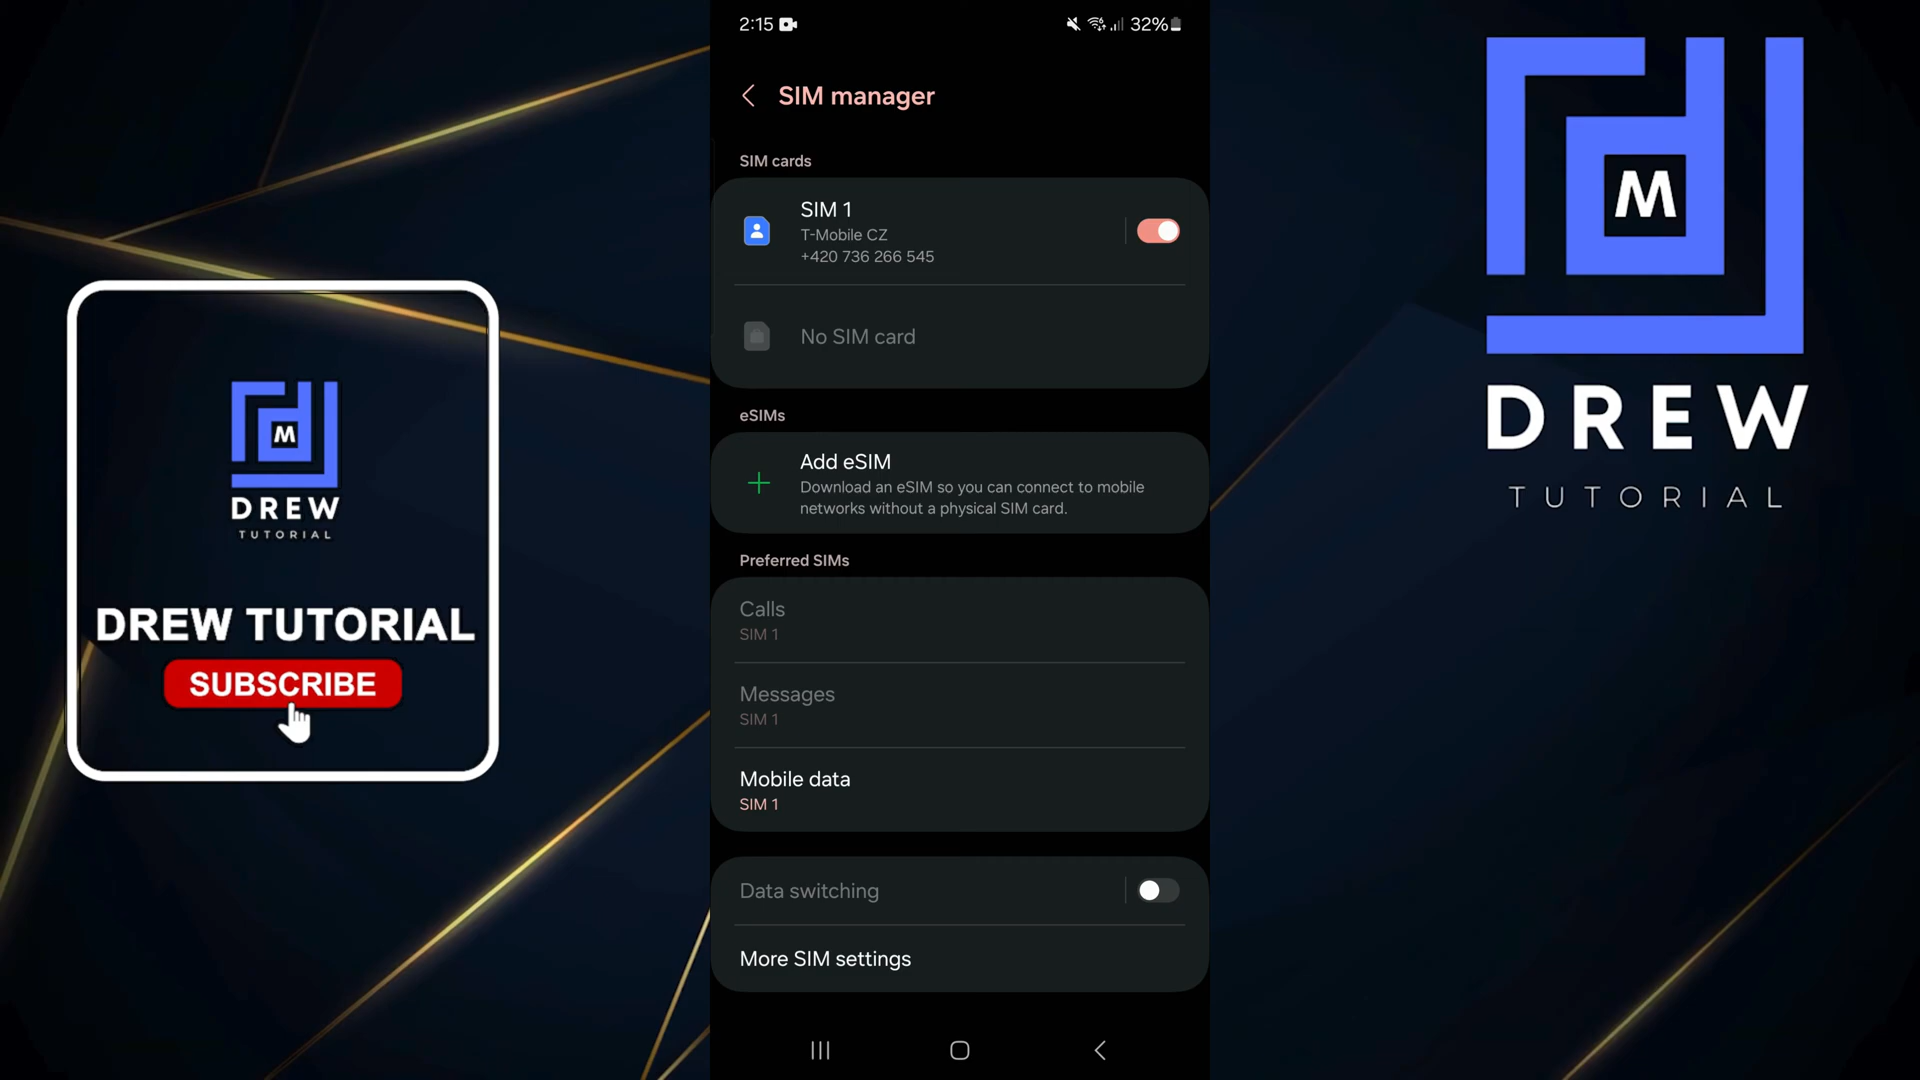 2:15
32%
SIM manager
SIM cards
SIM 1
T-Mobile CZ
+420 736 266 545
No SIM card
eSIMs
Add eSIM
Download an eSIM so you can connect to mobile
networks without a physical SIM card.
Preferred SIMs
Calls
SIM 1
Messages
SIM 1
Mobile data
SIM 1
Data switching
More SIM settings
M
DREW
TUTORIAL
DREW TUTORIAL
SUBSCRIBE
M
DREW
TUTORIAL